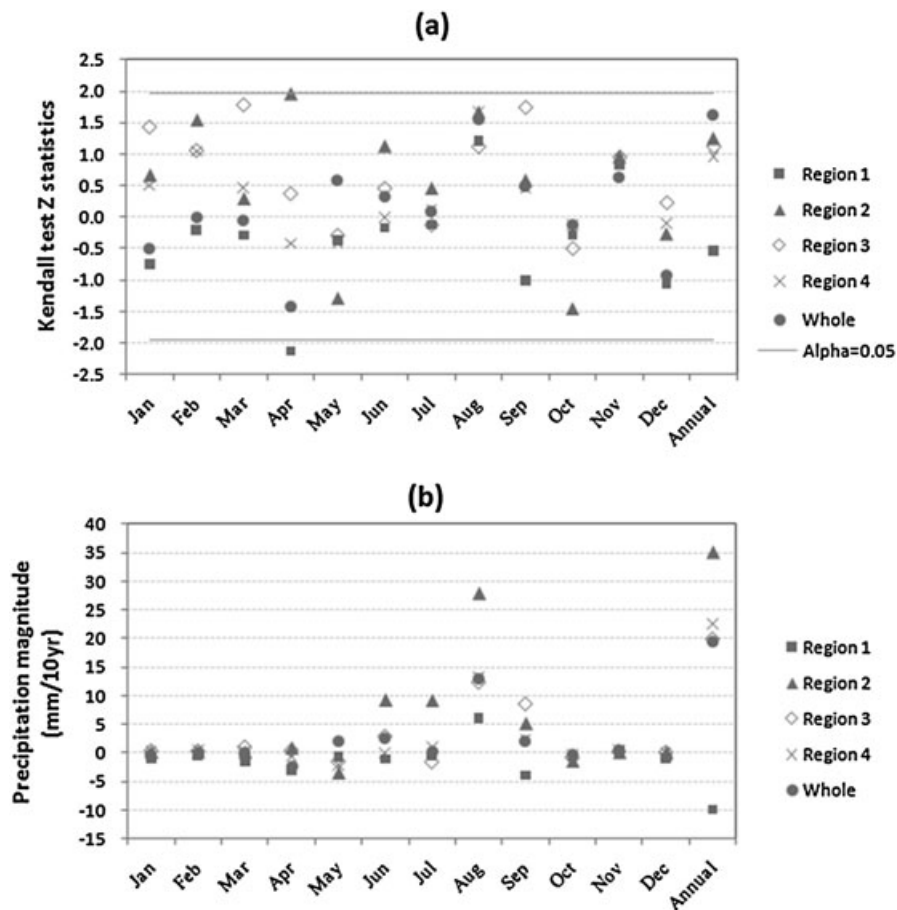 (a)
Kendall test Z statistics
2.5
2.0
1.5
1.0
0.5
0.0
-0.5
-1.0
-1.5
-2.0
-2.5
Jan
Feb
Mar
Apr
May
Jun
Jul
Aug
Sep
Oct
Nov
Dec
Annual
Region 1
Region 2
Region 3
Region 4
Whole
Alpha=0.05
(b)
Precipitation magnitude
(mm/10yr)
40
35
30
25
20
15
10
5
0
-5
-10
-15
Jan
Feb
Mar
Apr
May
Jun
Jul
Aug
Sep
Oct
Nov
Dec
Annual
Region 1
Region 2
Region 3
Region 4
Whole